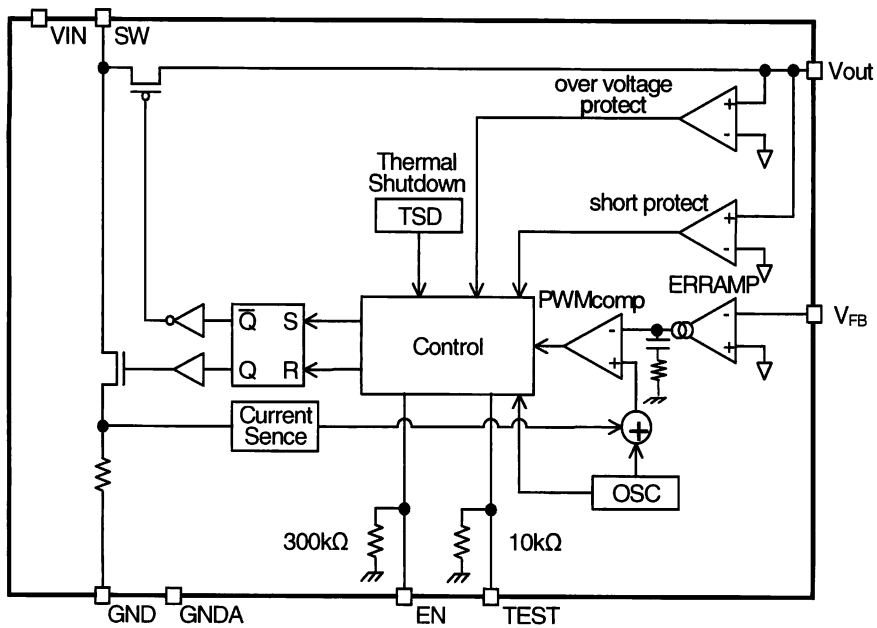 VIN
SW
Vout
over voltage
protect
+
-
Thermal
Shutdown
TSD
short protect
+
-
ERRAMP
PWMcomp
VFB
Q̅ S
Q R
Control
-
+
-
+
Current
Sence
+
OSC
300kΩ
10kΩ
GND
GNDA
EN
TEST